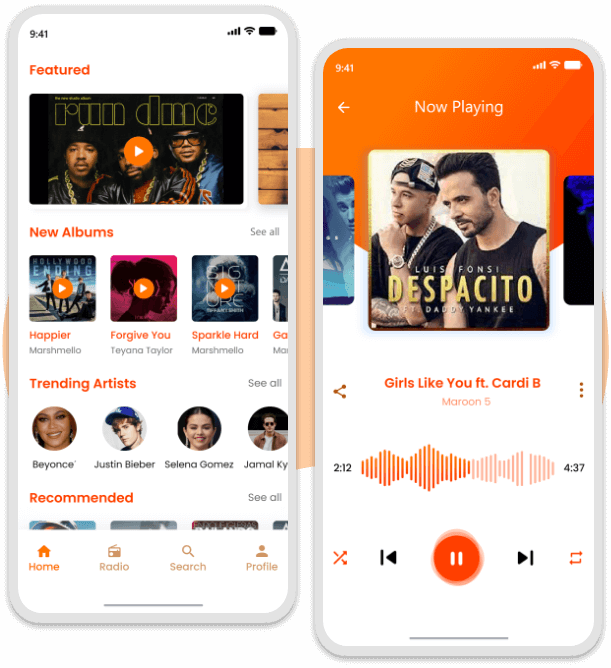 9:41
Featured
the new studio album
run dmc
New Albums
See all
HOLLYWOOD
ENDING
Happier
Marshmello
Forgive You
Teyana Taylor
Sparkle Hard
Marshmello
Ga
Mars
Trending Artists
See all
Beyonce´
Justin Bieber
Selena Gomez
Jamal Ky
Recommended
See all
Home
Radio
Search
Profile
9:41
Now Playing
LUIS FONSI
DESPACITO
FT. DADDY YANKEE
Girls Like You ft. Cardi B
Maroon 5
2:12
4:37